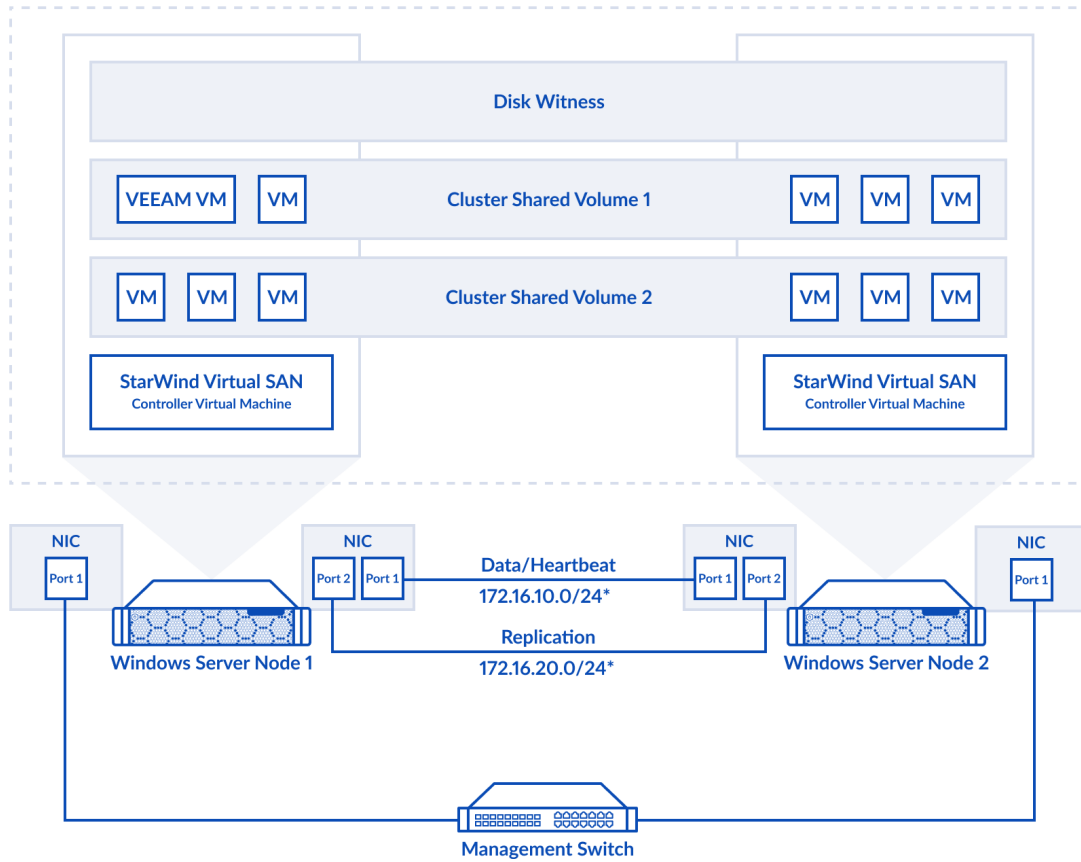 Disk Witness
VEEAM VM
VM
Cluster Shared Volume 1
VM
VM
VM
VM
VM
VM
Cluster Shared Volume 2
VM
VM
VM
StarWind Virtual SAN
Controller Virtual Machine
StarWind Virtual SAN
Controller Virtual Machine
NIC
Port 1
NIC
Port 2
Port 1
Data/Heartbeat
172.16.10.0/24*
Replication
172.16.20.0/24*
NIC
Port 1
Port 2
NIC
Port 1
Windows Server Node 1
Windows Server Node 2
Management Switch